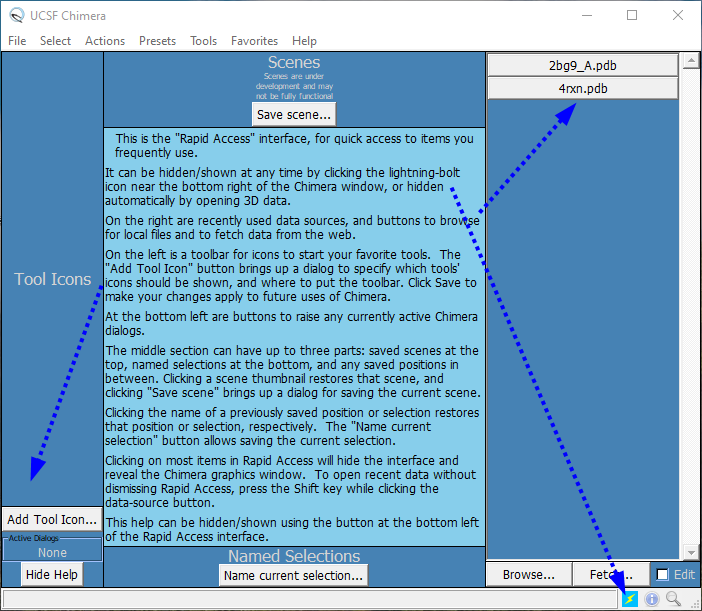 UCSF Chimera
File Select Actions Presets Tools Favorites Help
Scenes
Scenes are under
development and may
not be fully functional
Save scene...
2bg9_A.pdb
4rxn.pdb
This is the "Rapid Access" interface, for quick access to items you
frequently use.
It can be hidden/shown at any time by clicking the lightning-bolt
icon near the bottom right of the Chimera window, or hidden
automatically by opening 3D data.
On the right are recently used data sources, and buttons to browse
for local files and to fetch data from the web.
On the left is a toolbar for icons to start your favorite tools. The
"Add Tool Icon" button brings up a dialog to specify which tools'
icons should be shown, and where to put the toolbar. Click Save to
make your changes apply to future uses of Chimera.
At the bottom left are buttons to raise any currently active Chimera
dialogs.
The middle section can have up to three parts: saved scenes at the
top, named selections at the bottom, and any saved positions in
between. Clicking a scene thumbnail restores that scene, and
clicking "Save scene" brings up a dialog for saving the current scene.
Clicking the name of a previously saved position or selection restores
that position or selection, respectively. The "Name current
selection" button allows saving the current selection.
Clicking on most items in Rapid Access will hide the interface and
reveal the Chimera graphics window. To open recent data without
dismissing Rapid Access, press the Shift key while clicking the
data-source button.
This help can be hidden/shown using the button at the bottom left
of the Rapid Access interface.
Tool Icons
Add Tool Icon...
Active Dialogs
None
Hide Help
Named Selections
Name current selection...
Browse... Fetch... Edit